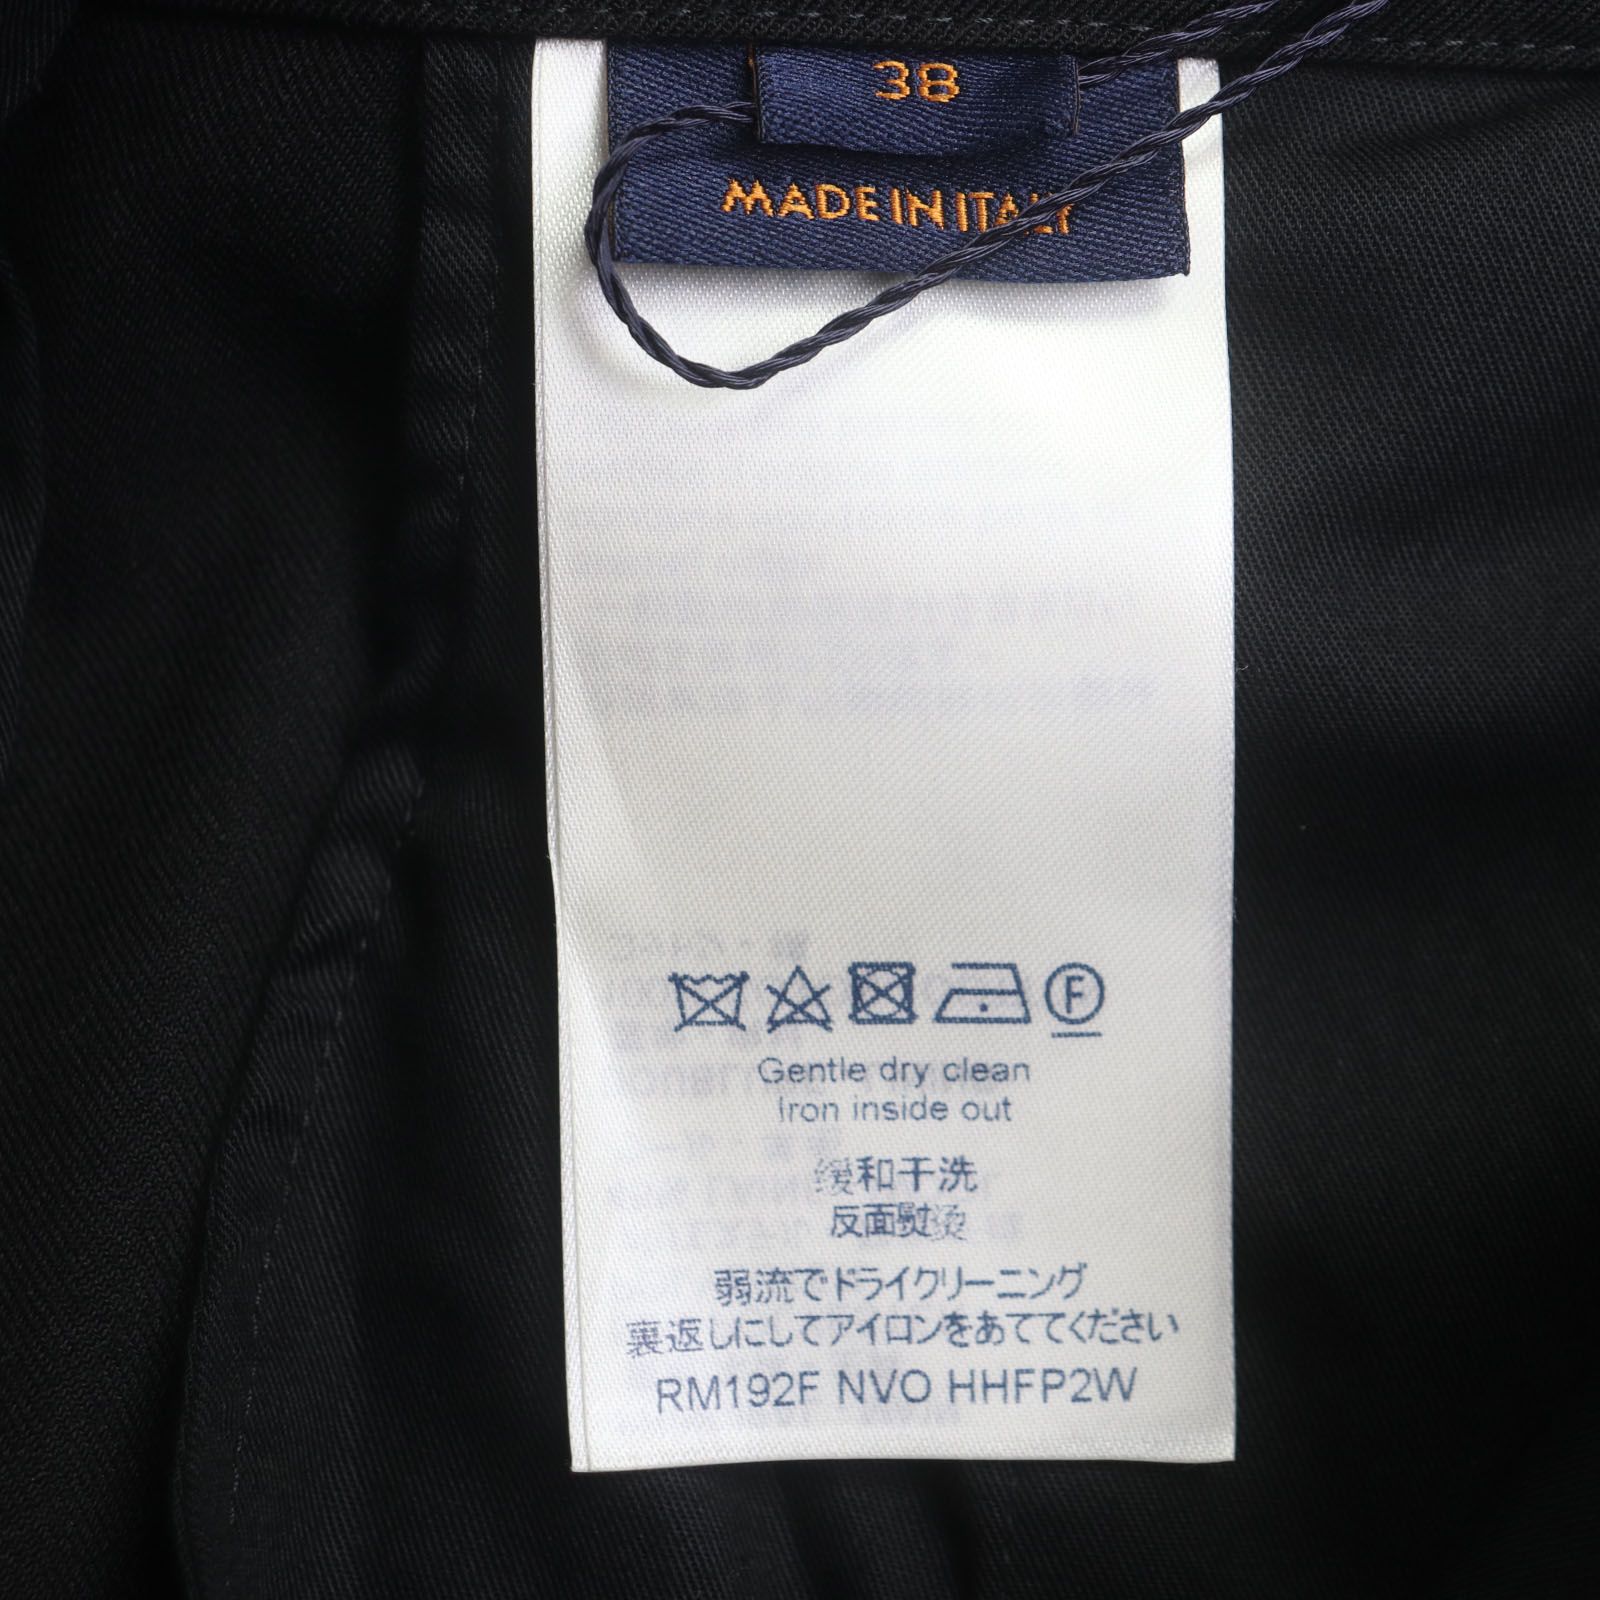 38
MADE IN ITALY
F
Gentle dry clean
Iron inside out
缓和干洗
反面熨烫
弱流でドライクリーニング
裏返しにしてアイロンをあててください
RM192F NVO HHFP2W